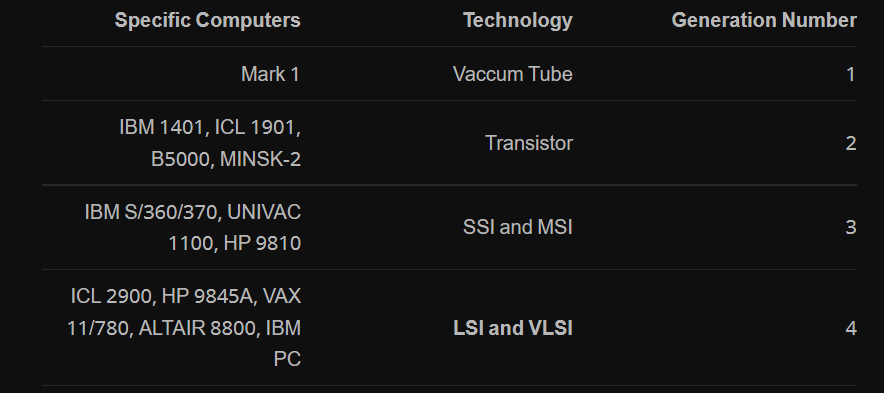 Specific Computers Technology Generation Number
Mark 1 Vaccum Tube 1
IBM 1401, ICL 1901,
B5000, MINSK-2 Transistor 2
IBM S/360/370, UNIVAC
1100, HP 9810 SSI and MSI 3
ICL 2900, HP 9845A, VAX
11/780, ALTAIR 8800, IBM LSI and VLSI 4
PC